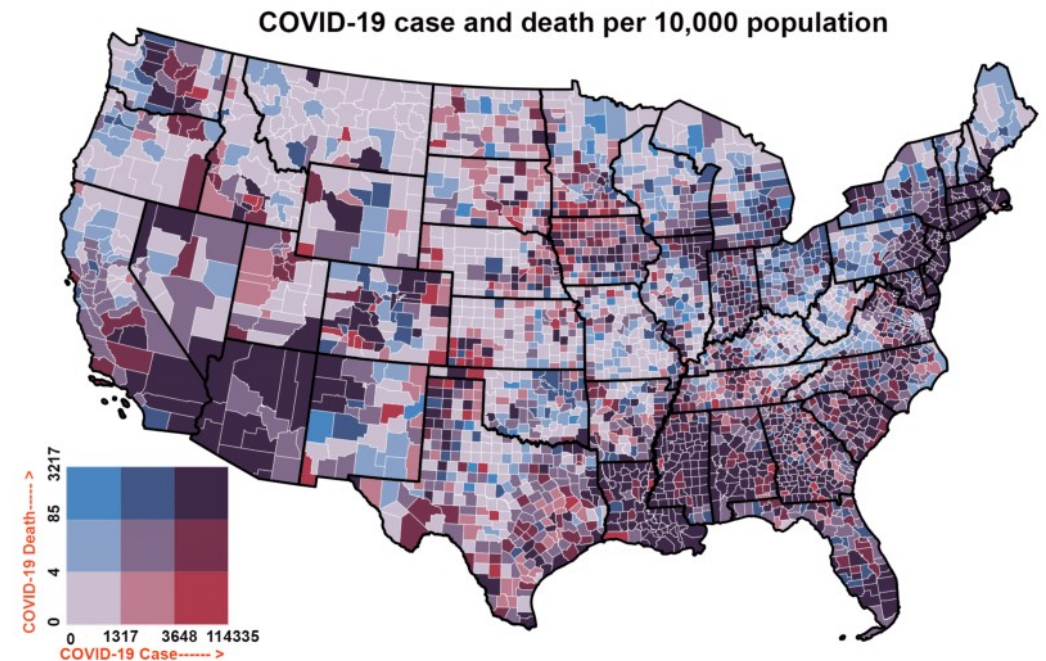 COVID-19 case and death per 10,000 population
3217
85
4
0
COVID-19 Death----- >
0 1317 3648 114335
COVID-19 Case------ >